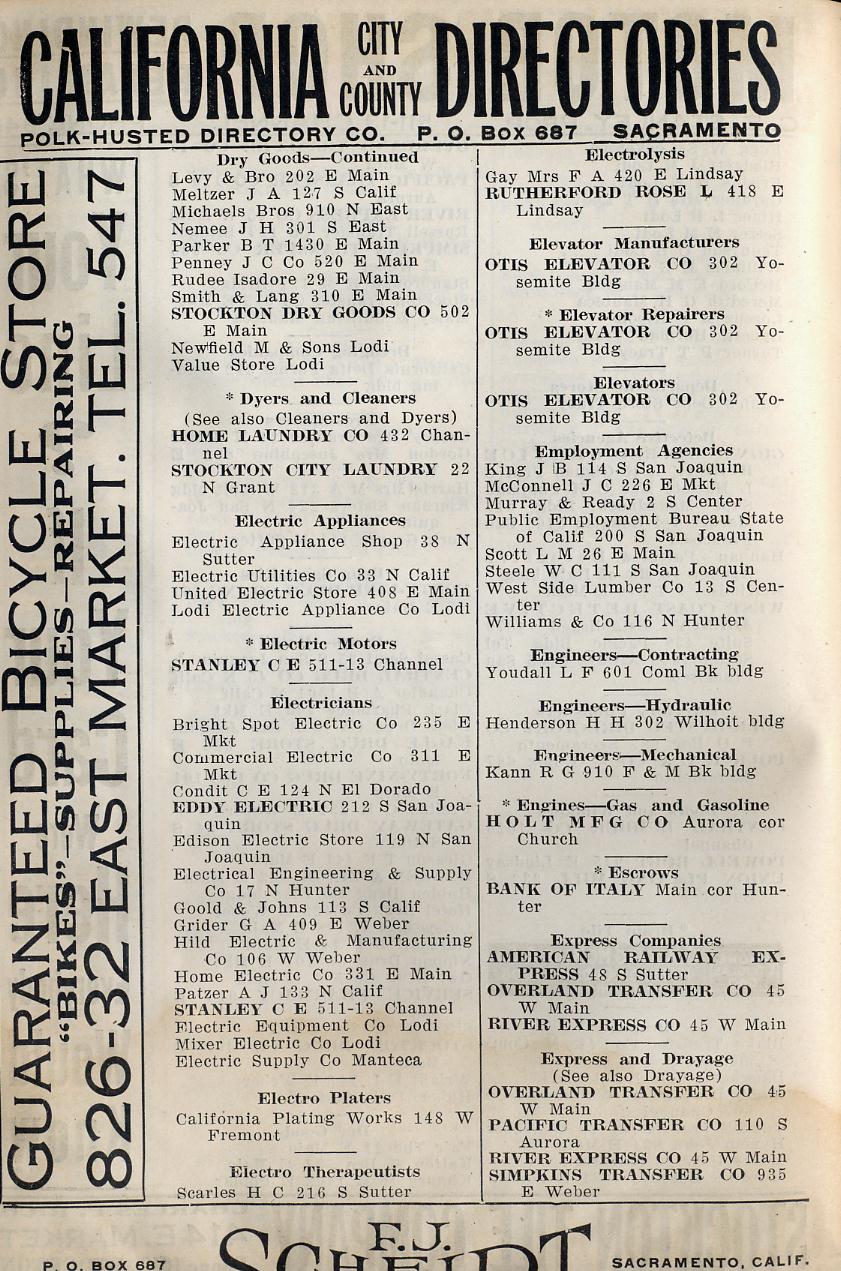 CALIFORNIA CITY AND COUNTY DIRECTORIES
POLK-HUSTED DIRECTORY CO. P. O. BOX 687 SACRAMENTO
GUARANTEED BICYCLE STORE
"BIKES"—SUPPLIES—REPAIRING
826-32 EAST MARKET. TEL. 547
Dry Goods—Continued
Levy & Bro 202 E Main
Meltzer J A 127 S Calif
Michaels Bros 910 N East
Nemee J H 301 S East
Parker B T 1430 E Main
Penney J C Co 520 E Main
Rudee Isadore 29 E Main
Smith & Lang 310 E Main
STOCKTON DRY GOODS CO 502
E Main
Newfield M & Sons Lodi
Value Store Lodi
* Dyers and Cleaners
(See also Cleaners and Dyers)
HOME LAUNDRY CO 432 Chan-
nel
STOCKTON CITY LAUNDRY 22
N Grant
Electric Appliances
Electric Appliance Shop 38 N
Sutter
Electric Utilities Co 33 N Calif
United Electric Store 408 E Main
Lodi Electric Appliance Co Lodi
* Electric Motors
STANLEY C E 511-13 Channel
Electricians
Bright Spot Electric Co 235 E
Mkt
Commercial Electric Co 311 E
Mkt
Condit C E 124 N El Dorado
EDDY ELECTRIC 212 S San Joa-
quin
Edison Electric Store 119 N San
Joaquin
Electrical Engineering & Supply
Co 17 N Hunter
Goold & Johns 113 S Calif
Grider G A 409 E Weber
Hild Electric & Manufacturing
Co 106 W Weber
Home Electric Co 331 E Main
Patzer A J 133 N Calif
STANLEY C E 511-13 Channel
Electric Equipment Co Lodi
Mixer Electric Co Lodi
Electric Supply Co Manteca
Electro Platers
California Plating Works 148 W
Fremont
Electro Therapeutists
Scarles H C 216 S Sutter
Electrolysis
Gay Mrs F A 420 E Lindsay
RUTHERFORD ROSE L 418 E
Lindsay
Elevator Manufacturers
OTIS ELEVATOR CO 302 Yo-
semite Bldg
* Elevator Repairers
OTIS ELEVATOR CO 302 Yo-
semite Bldg
Elevators
OTIS ELEVATOR CO 302 Yo-
semite Bldg
Employment Agencies
King J B 114 S San Joaquin
McConnell J C 226 E Mkt
Murray & Ready 2 S Center
Public Employment Bureau State
of Calif 200 S San Joaquin
Scott L M 26 E Main
Steele W C 111 S San Joaquin
West Side Lumber Co 13 S Cen-
ter
Williams & Co 116 N Hunter
Engineers—Contracting
Youdall L F 601 Coml Bk bldg
Engineers—Hydraulic
Henderson H H 302 Wilhoit bldg
Engineers—Mechanical
Kann R G 910 F & M Bk bldg
* Engines—Gas and Gasoline
HOLT MFG CO Aurora cor
Church
* Escrows
BANK OF ITALY Main cor Hun-
ter
Express Companies
AMERICAN RAILWAY EX-
PRESS 48 S Sutter
OVERLAND TRANSFER CO 45
W Main
RIVER EXPRESS CO 45 W Main
Express and Drayage
(See also Drayage)
OVERLAND TRANSFER CO 45
W Main
PACIFIC TRANSFER CO 110 S
Aurora
RIVER EXPRESS CO 45 W Main
SIMPKINS TRANSFER CO 935
E Weber
F. J.
SCHEIDT
P. O. BOX 687 SACRAMENTO, CALIF.